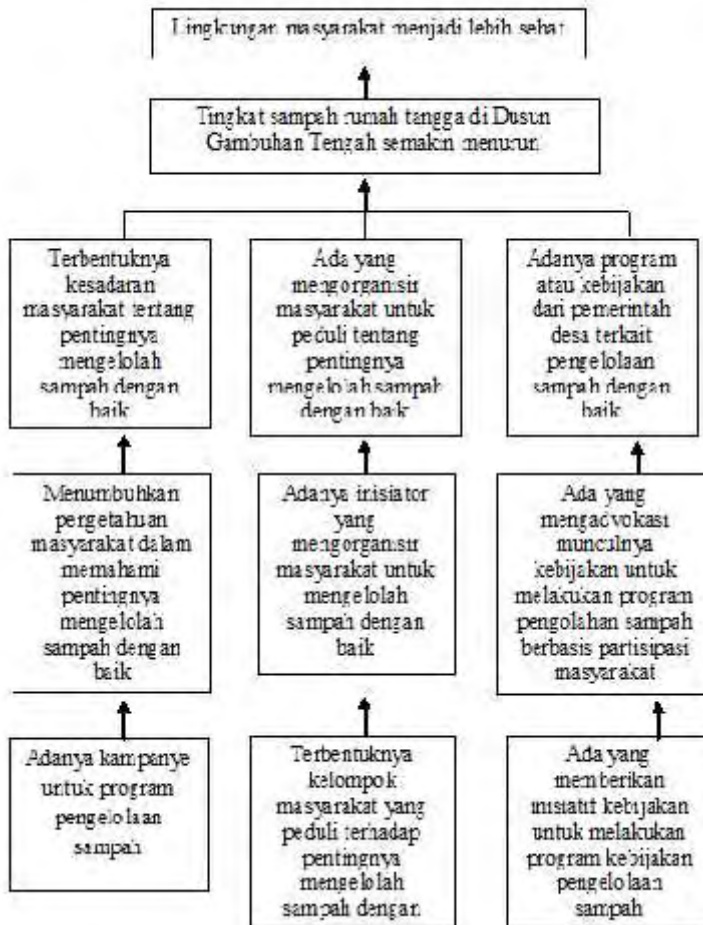 Lingkungan masyarakat menjadi lebih sehat
Tingkat sampah rumah tangga di Dusun
Gambuhan Tengah semakin menurun
Terbentuknya
kesadaran
masyarakat tentang
pentingnya
mengelolah
sampah dengan
baik
Ada yang
mengorganisir
masyarakat untuk
peduli tentang
pentingnya
mengelolah sampah
dengan baik
Adanya program
atau kebijakan
dari pemerintah
desa terkait
pengelolaan
sampah dengan
baik
Menumbuhkan
pergetahuan
masyarakat dalam
memahami
pentingnya
mengelolah
sampah dengan
baik
Adanya inisiator
yang
mengorganisir
masyarakat untuk
mengelolah
sampah dengan
baik
Ada yang
mengadvokasi
munculnya
kebijakan untuk
melakukan program
pengolahan sampah
berbasis partisipasi
masyarakat
Adanya kampanye
untuk program
pengelolaan
sampah
Terbentuknya
kelompok
masyarakat yang
peduli terhadap
pentingnya
mengelolah
sampah dengan
Ada yang
memberikan
inisiatif kebijakan
untuk melakukan
program kebijakan
pengelolaan
sampah